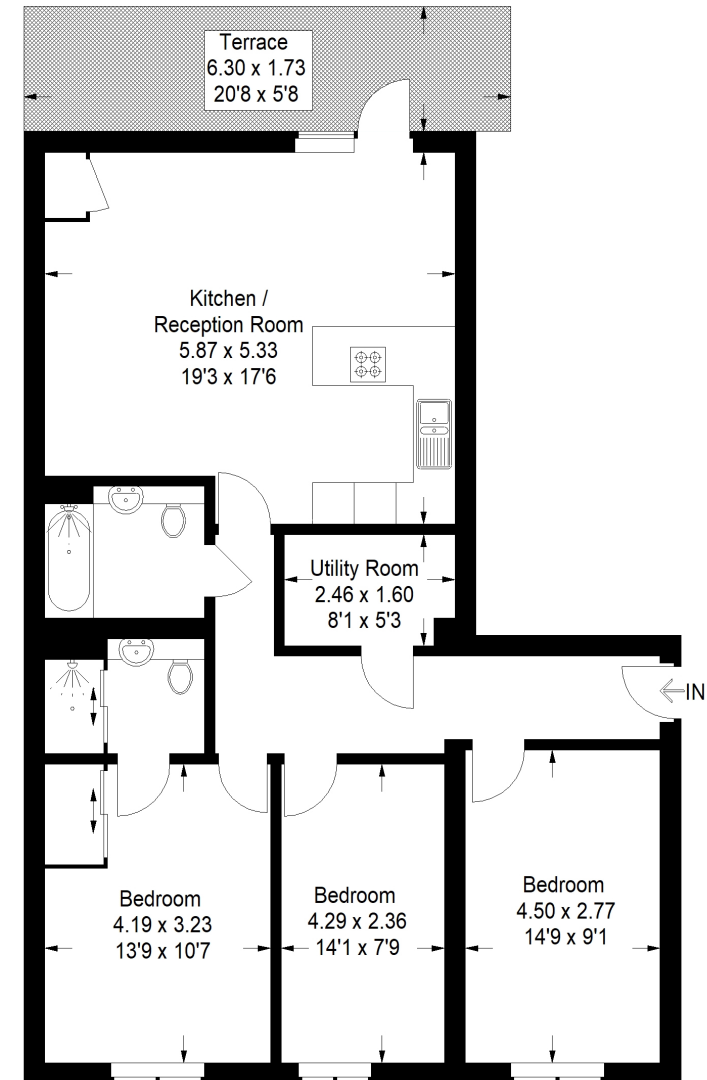 Terrace
6.30 x 1.73
20'8 x 5'8
Kitchen /
Reception Room
5.87 x 5.33
19'3 x 17'6
Utility Room
2.46 x 1.60
8'1 x 5'3
IN
Bedroom
4.19 x 3.23
13'9 x 10'7
Bedroom
4.29 x 2.36
14'1 x 7'9
Bedroom
4.50 x 2.77
14'9 x 9'1